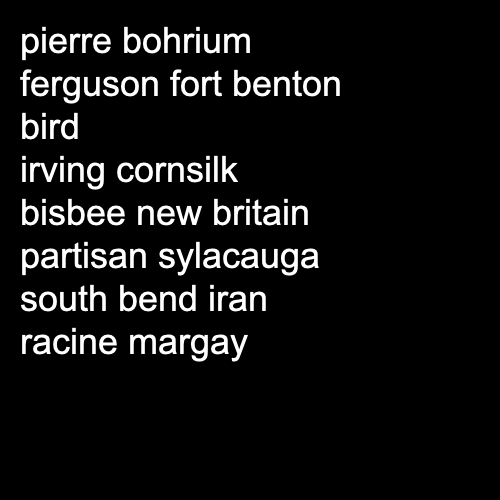 pierre bohrium
ferguson fort benton
bird
irving cornsilk
bisbee new britain
partisan sylacauga
south bend iran
racine margay